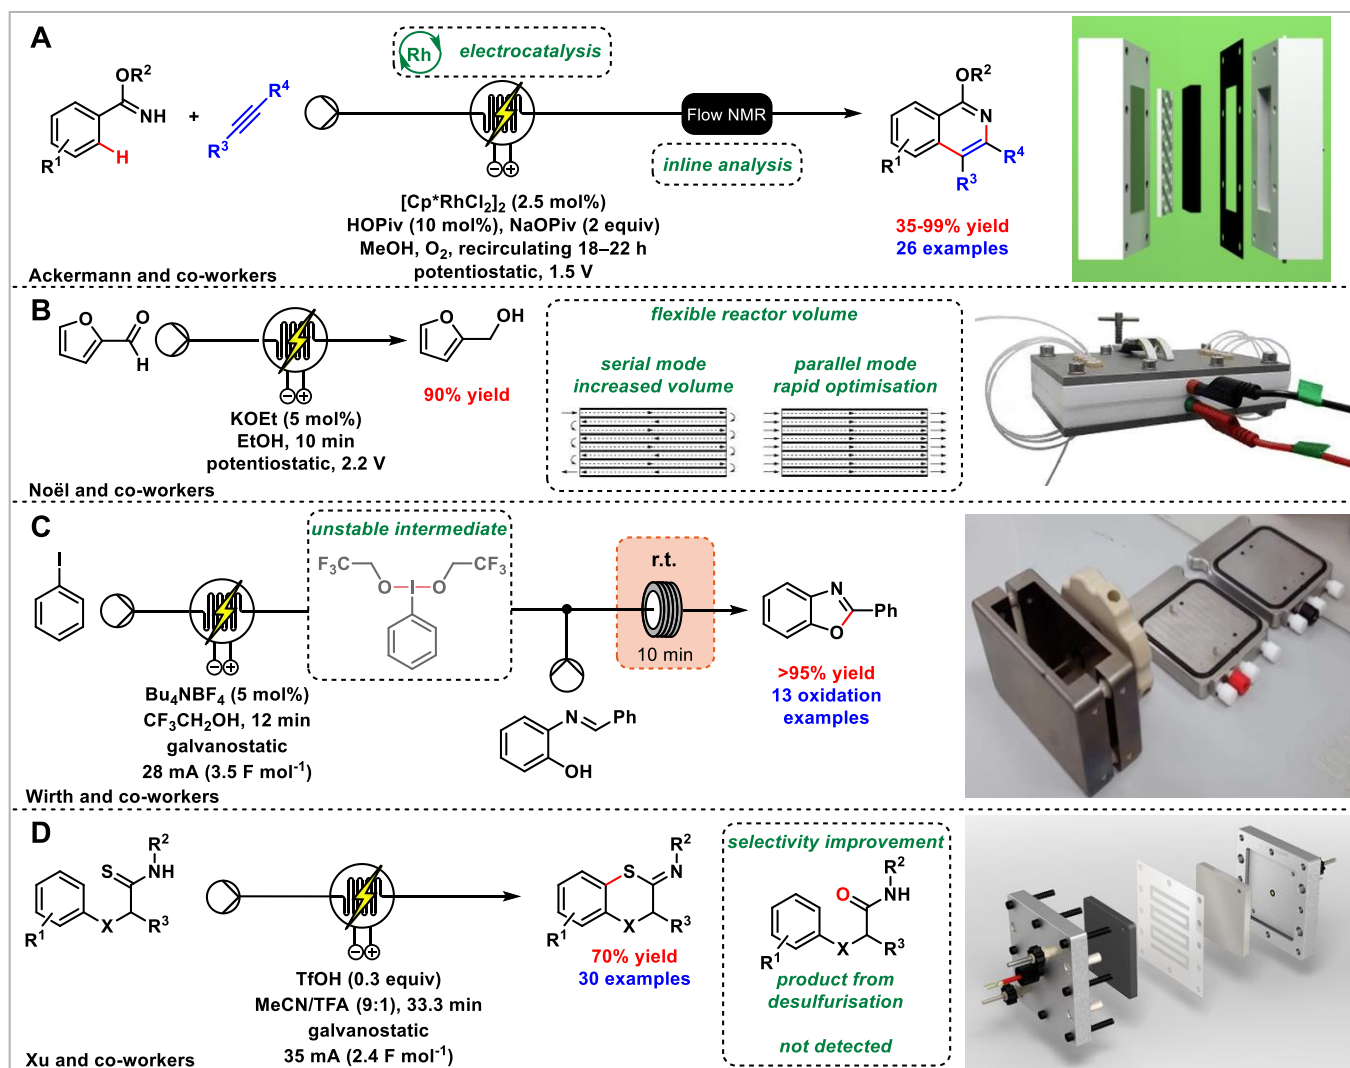 A
OR²
NH
R¹
H
+
R⁴
R³
Rh
electrocatalysis
Flow NMR
inline analysis
[Cp*RhCl₂]₂ (2.5 mol%)
HOPiv (10 mol%), NaOPiv (2 equiv)
MeOH, O₂, recirculating 18–22 h
potentiostatic, 1.5 V
OR²
N
R¹
R⁴
R³
35-99% yield
26 examples
Ackermann and co-workers
B
O
O
H
KOEt (5 mol%)
EtOH, 10 min
potentiostatic, 2.2 V
O
OH
90% yield
flexible reactor volume
serial mode
increased volume
parallel mode
rapid optimisation
Noël and co-workers
C
I
Bu₄NBF₄ (5 mol%)
CF₃CH₂OH, 12 min
galvanostatic
28 mA (3.5 F mol⁻¹)
unstable intermediate
F₃C
CF₃
O
I
O
N
Ph
OH
r.t.
10 min
N
Ph
O
>95% yield
13 oxidation
examples
Wirth and co-workers
D
R²
S
NH
X
R³
R¹
TfOH (0.3 equiv)
MeCN/TFA (9:1), 33.3 min
galvanostatic
35 mA (2.4 F mol⁻¹)
R²
S
N
X
R³
R¹
70% yield
30 examples
selectivity improvement
R²
O
NH
X
R³
R¹
product from
desulfurisation
not detected
Xu and co-workers